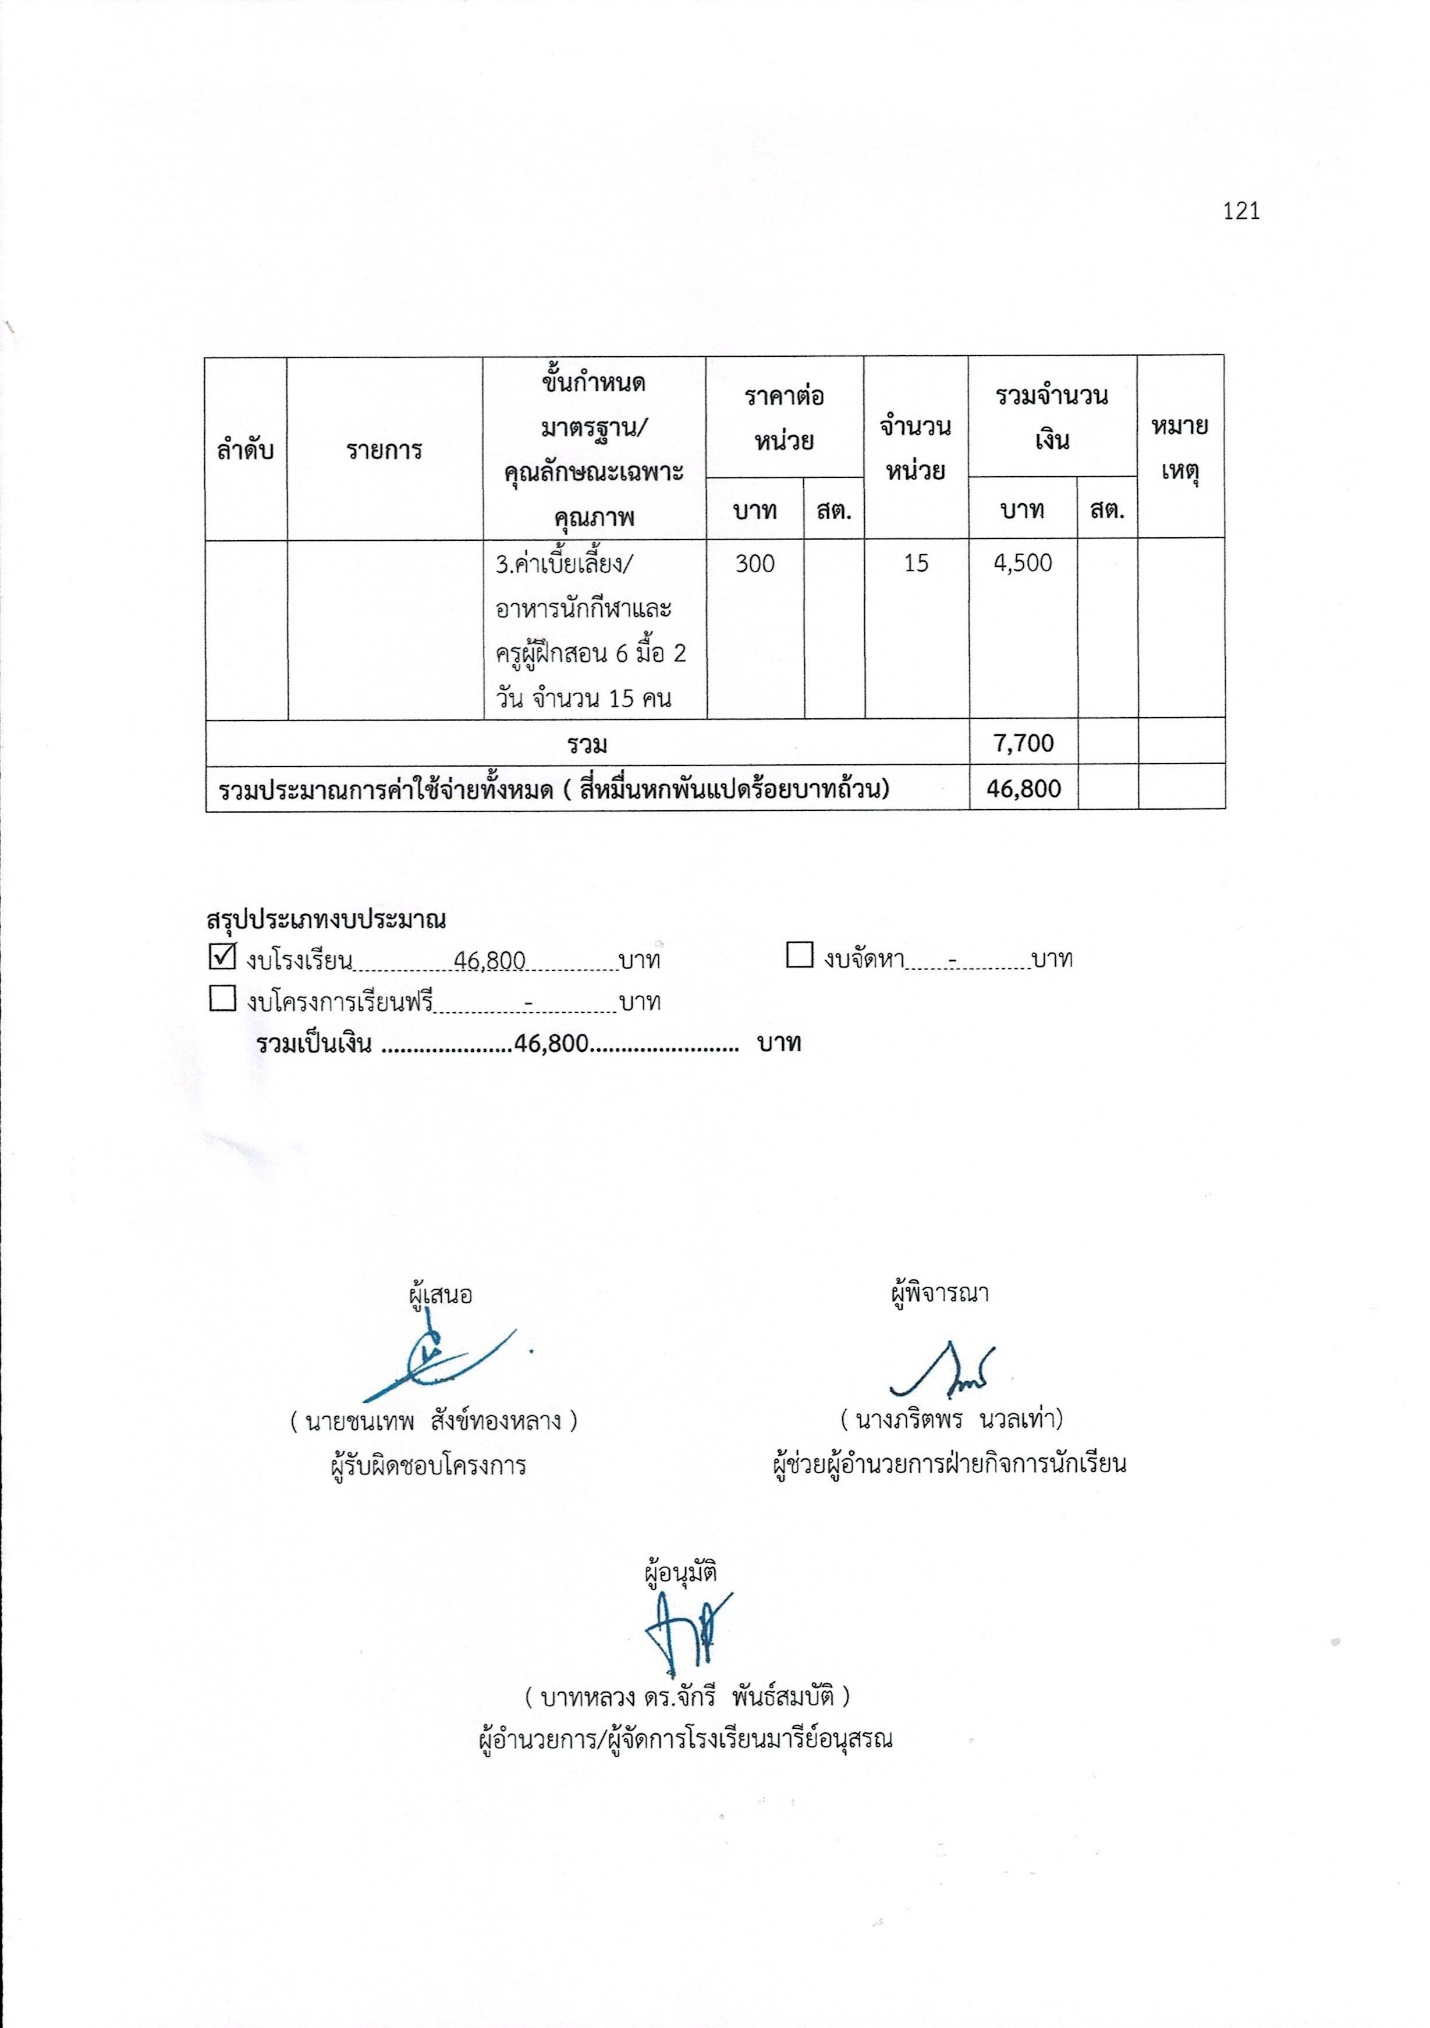 121
ลำดับ รายการ ขั้นกำหนด มาตรฐาน/ คุณลักษณะเฉพาะ คุณภาพ ราคาต่อ หน่วย จำนวน หน่วย รวมจำนวน เงิน หมาย เหตุ
บาท สต. บาท สต.
3.ค่าเบี้ยเลี้ยง/ 300 15 4,500
อาหารนักกีฬาและ
ครูผู้ฝึกสอน 6 มื้อ 2
วัน จำนวน 15 คน
รวม 7,700
รวมประมาณการค่าใช้จ่ายทั้งหมด ( สี่หมื่นหกพันแปดร้อยบาทถ้วน) 46,800
สรุปประเภทงบประมาณ
☑ งบโรงเรียน....................46,800...................บาท ☐ งบจัดหา........-..............บาท
☐ งบโครงการเรียนฟรี..................-.................บาท
รวมเป็นเงิน .....................46,800........................ บาท
ผู้เสนอ ผู้พิจารณา
( นายชนเทพ สังข์ทองหลาง ) ( นางภริตพร นวลเท่า)
ผู้รับผิดชอบโครงการ ผู้ช่วยผู้อำนวยการฝ่ายกิจการนักเรียน
ผู้อนุมัติ
( บาทหลวง ดร.จักรี พันธ์สมบัติ )
ผู้อำนวยการ/ผู้จัดการโรงเรียนมารีย์อนุสรณ